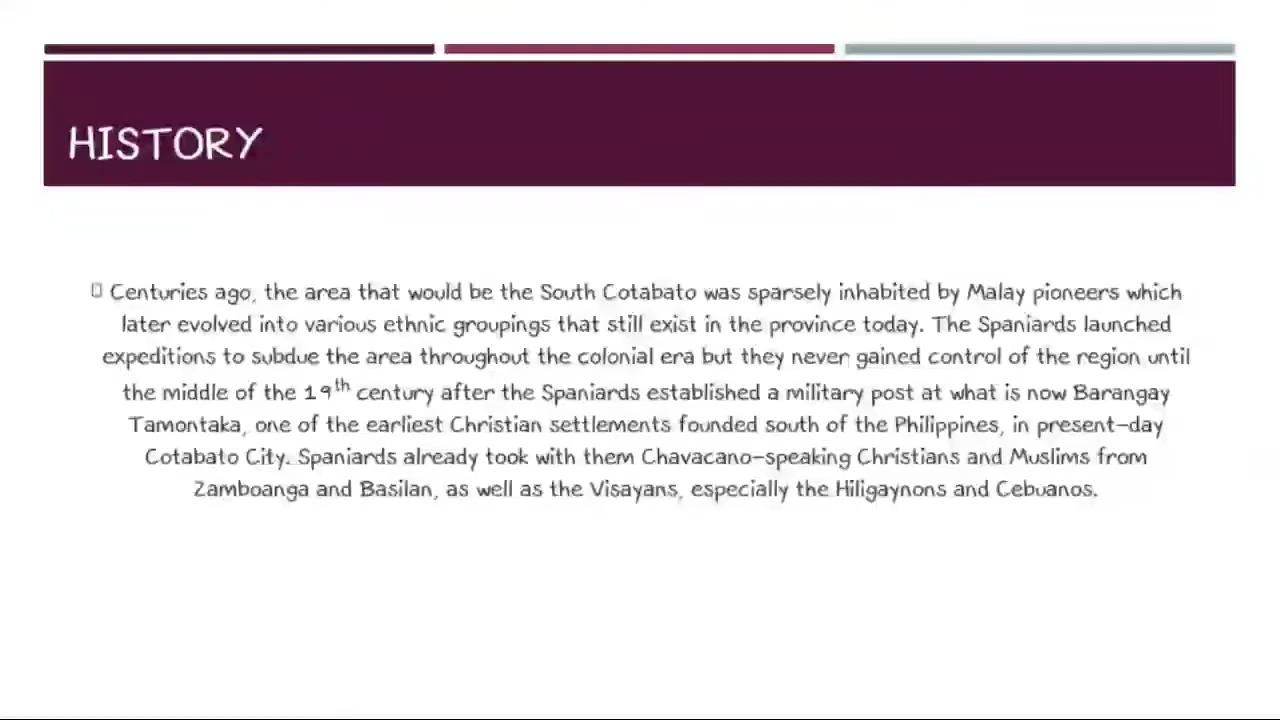 HISTORY
Centuries ago, the area that would be the South Cotabato was sparsely inhabited by Malay pioneers which
later evolved into various ethnic groupings that still exist in the province today. The Spaniards launched
expeditions to subdue the area throughout the colonial era but they never gained control of the region until
the middle of the 19th century after the Spaniards established a military post at what is now Barangay
Tamontaka, one of the earliest Christian settlements founded south of the Philippines, in present-day
Cotabato City. Spaniards already took with them Chavacano-speaking Christians and Muslims from
Zamboanga and Basilan, as well as the Visayans, especially the Hiligaynons and Cebuanos.